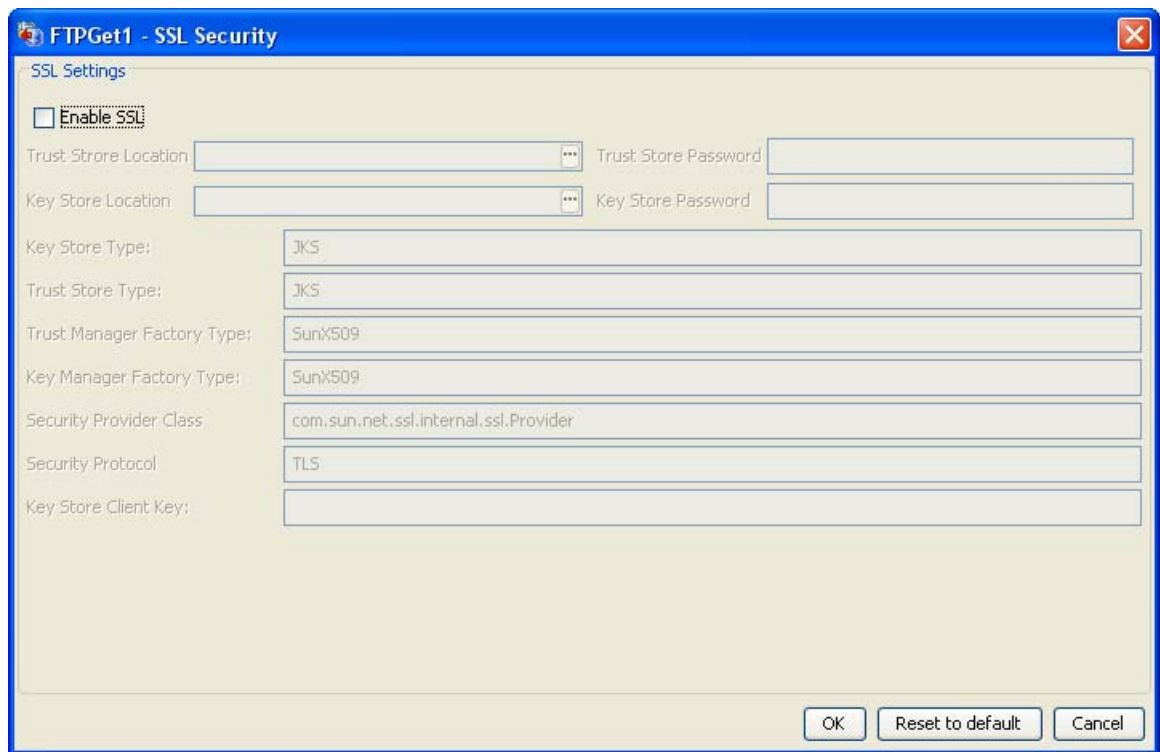 FTPGet1 - SSL Security
SSL Settings
Enable SSL
Trust Strore Location ... Trust Store Password
Key Store Location ... Key Store Password
Key Store Type: JKS
Trust Store Type: JKS
Trust Manager Factory Type: SunX509
Key Manager Factory Type: SunX509
Security Provider Class com.sun.net.ssl.internal.ssl.Provider
Security Protocol TLS
Key Store Client Key:
OK Reset to default Cancel